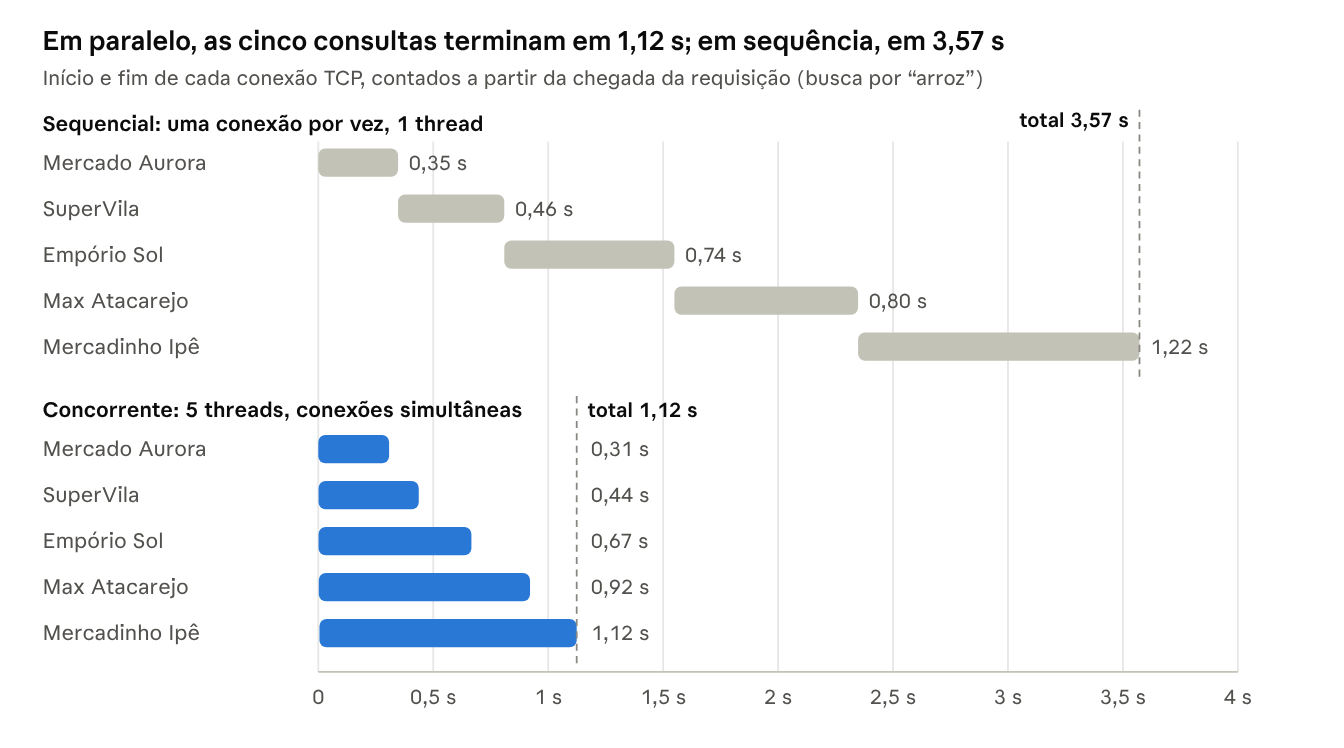 Em paralelo, as cinco consultas terminam em 1,12 s; em sequência, em 3,57 s
Início e fim de cada conexão TCP, contados a partir da chegada da requisição (busca por “arroz”)
Sequencial: uma conexão por vez, 1 thread
total 3,57 s
Mercado Aurora 0,35 s
SuperVila 0,46 s
Empório Sol 0,74 s
Max Atacarejo 0,80 s
Mercadinho Ipê 1,22 s
Concorrente: 5 threads, conexões simultâneas
total 1,12 s
Mercado Aurora 0,31 s
SuperVila 0,44 s
Empório Sol 0,67 s
Max Atacarejo 0,92 s
Mercadinho Ipê 1,12 s
0 0,5 s 1 s 1,5 s 2 s 2,5 s 3 s 3,5 s 4 s